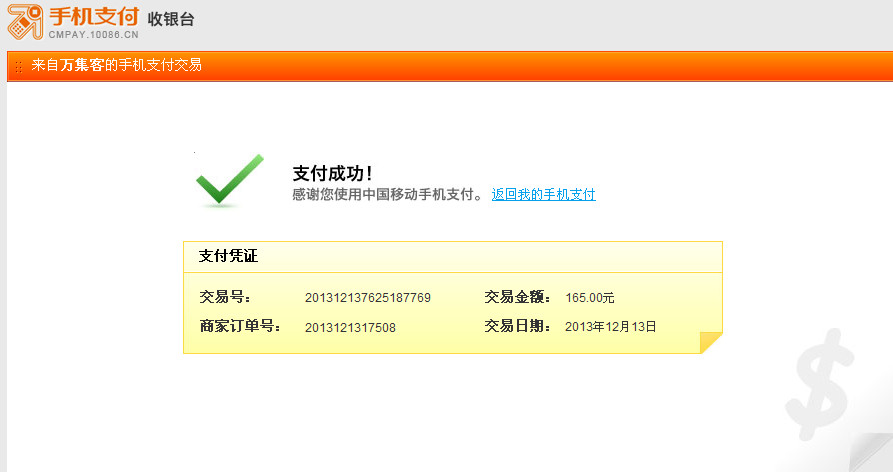 手机支付 收银台
CMPAY.10086.CN
来自万集客的手机支付交易
支付成功!
感谢您使用中国移动手机支付。 返回我的手机支付
支付凭证
交易号: 201312137625187769 交易金额: 165.00元
商家订单号: 2013121317508 交易日期: 2013年12月13日
$